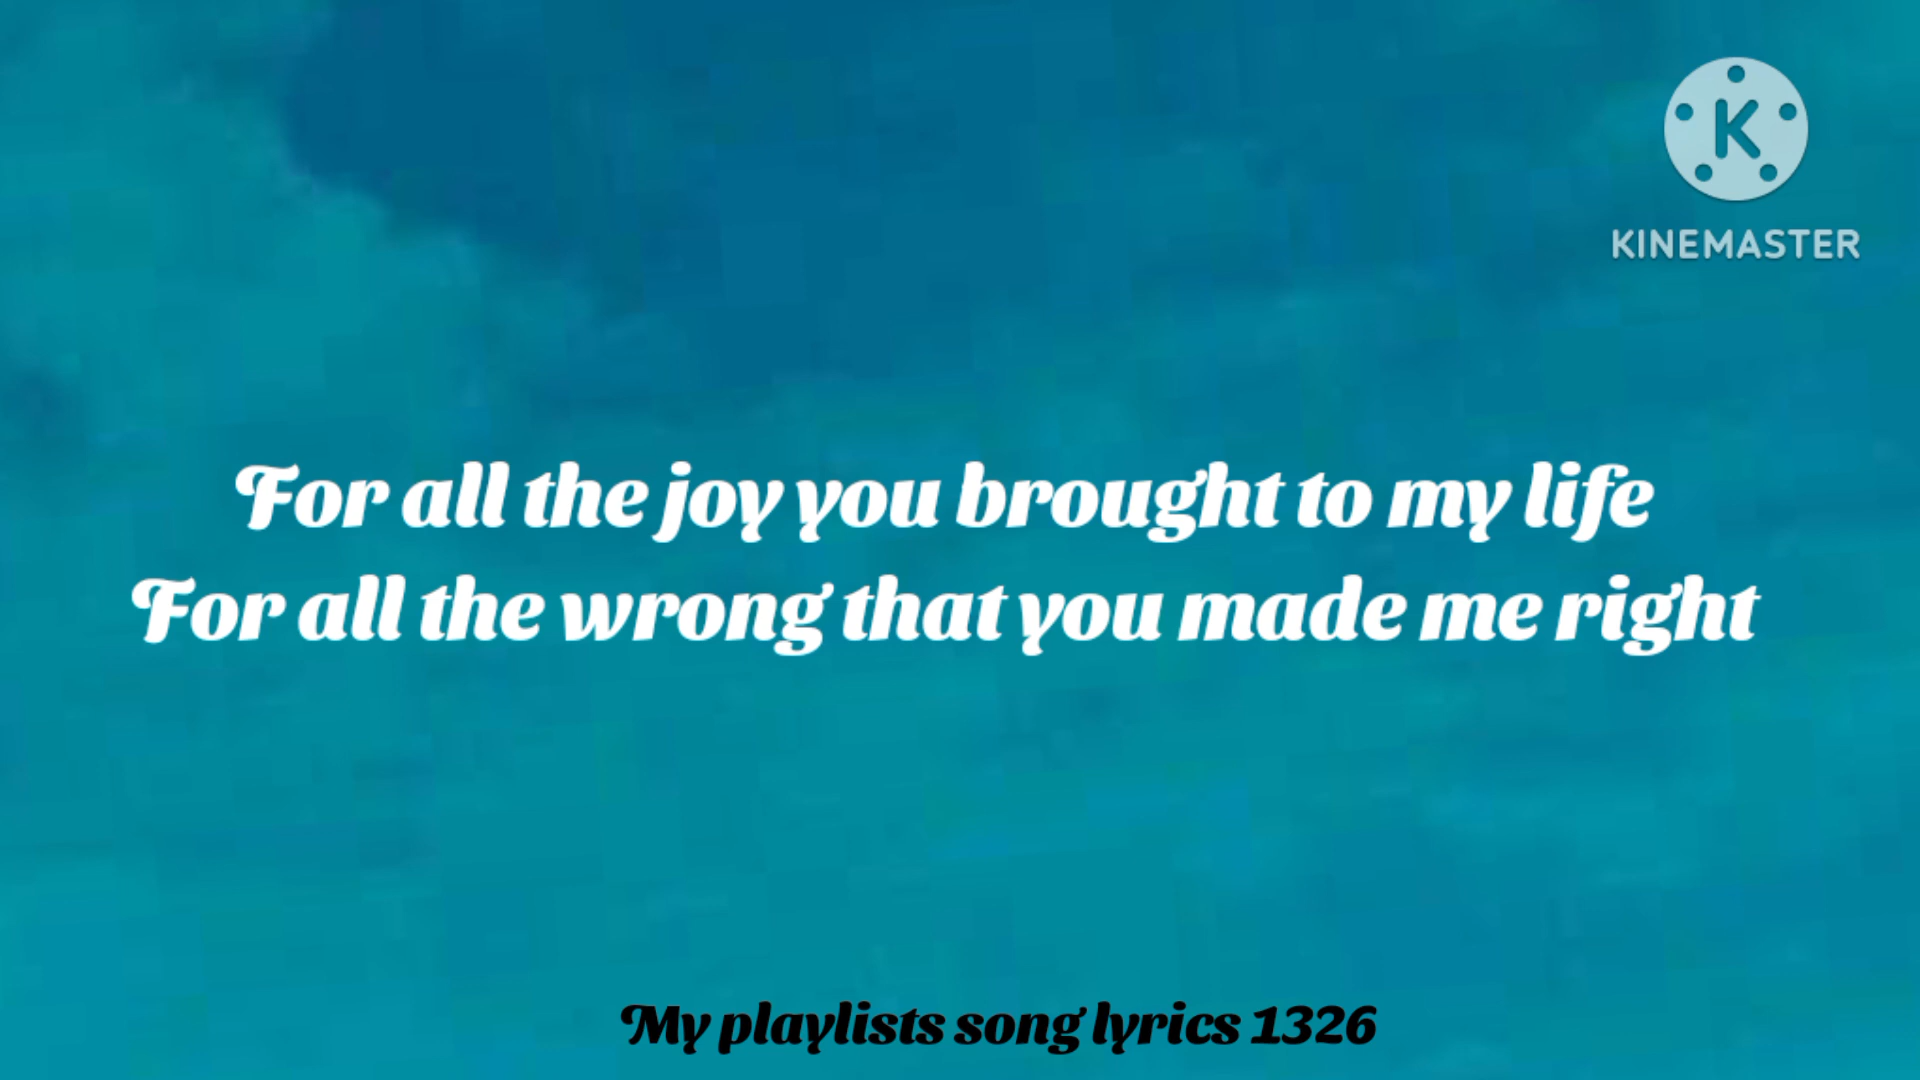 K
KINEMASTER
For all the joy you brought to my life
For all the wrong that you made me right
My playlists song lyrics 1326